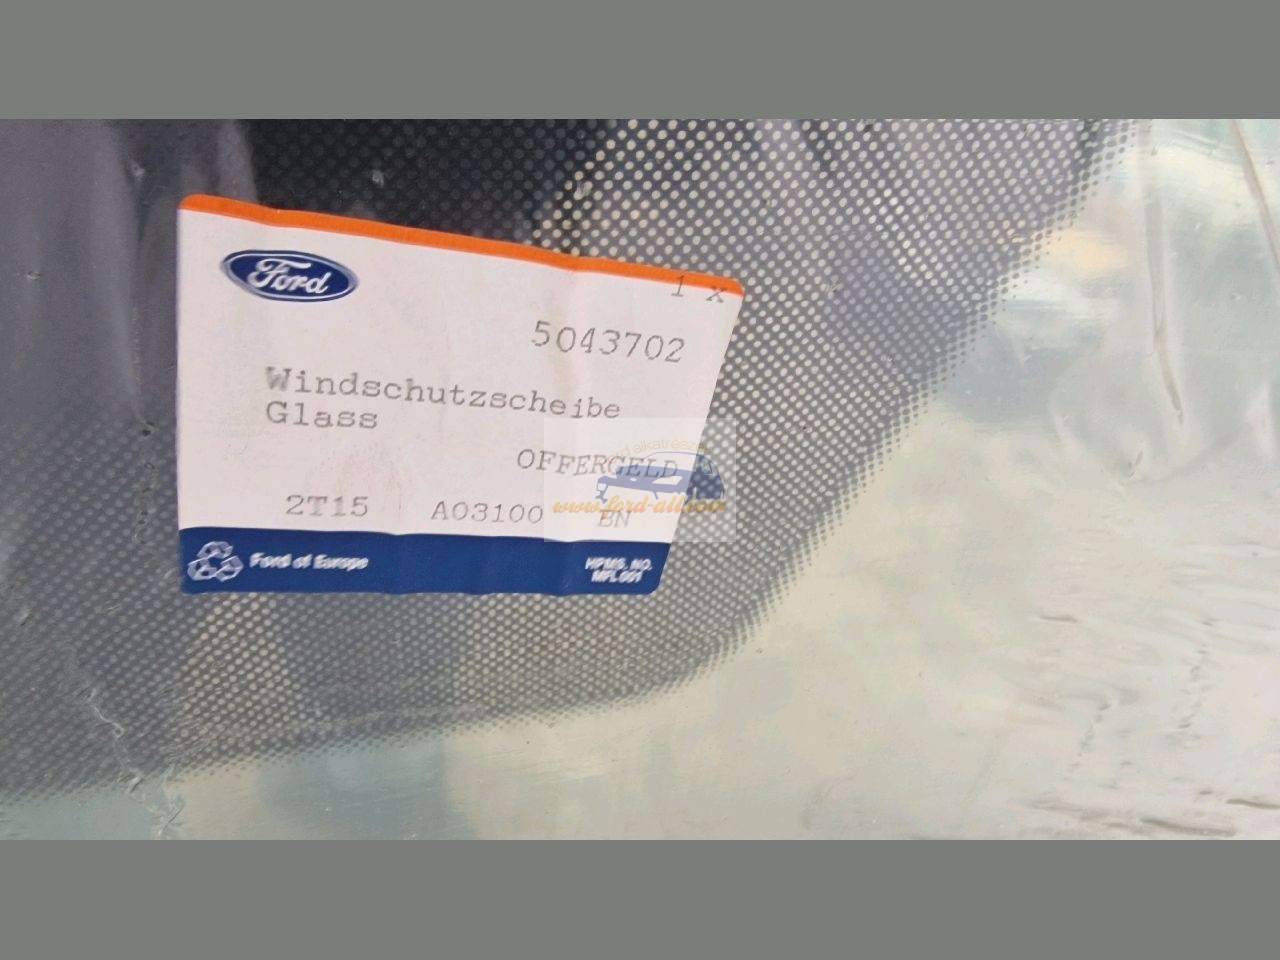 Ford
1 x
5043702
Windschutzscheibe
Glass
OFFERGELD
2T15 A03100 BN
www.ford-all.com
Ford of Europe
HPMS. NO.
MFL001